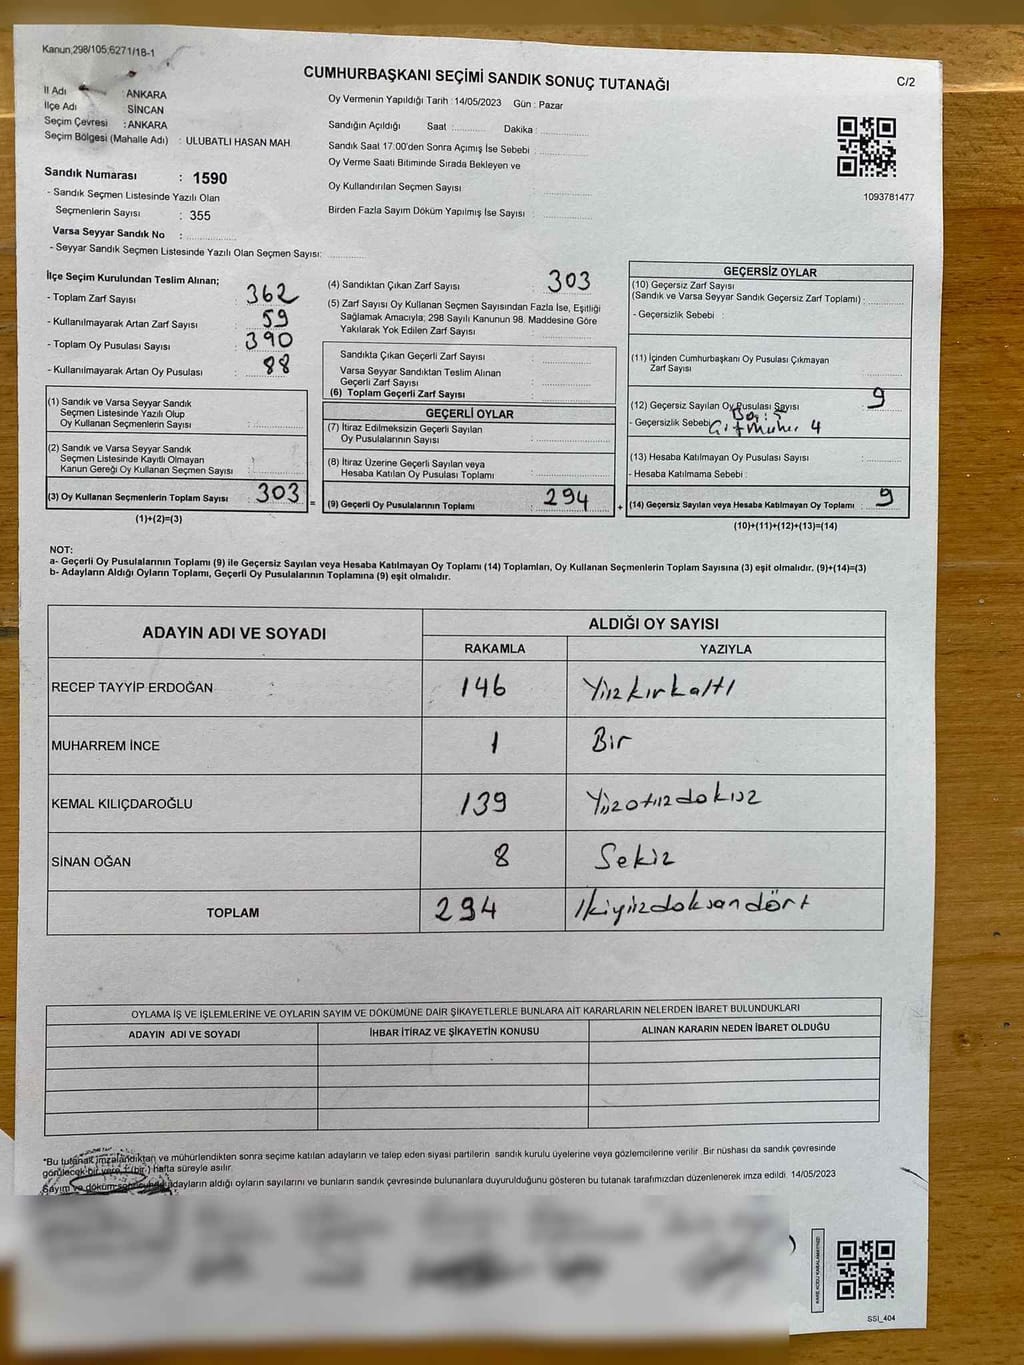 Kanun;298/105;6271/18-1
CUMHURBAŞKANI SEÇİMİ SANDIK SONUÇ TUTANAĞI
C/2
İl Adı : ANKARA
İlçe Adı : SİNCAN
Seçim Çevresi : ANKARA
Seçim Bölgesi (Mahalle Adı) : ULUBATLI HASAN MAH.
Sandık Numarası : 1590
- Sandık Seçmen Listesinde Yazılı Olan
Seçmenlerin Sayısı : 355
Varsa Seyyar Sandık No :
- Seyyar Sandık Seçmen Listesinde Yazılı Olan Seçmen Sayısı:
Oy Vermenin Yapıldığı Tarih : 14/05/2023 Gün : Pazar
Sandığın Açıldığı Saat : Dakika :
Sandık Saat 17.00'den Sonra Açımış İse Sebebi :
Oy Verme Saati Bitiminde Sırada Bekleyen ve
Oy Kullandırılan Seçmen Sayısı :
Birden Fazla Sayım Döküm Yapılmış İse Sayısı :
1093781477
İlçe Seçim Kurulundan Teslim Alınan;
- Toplam Zarf Sayısı : 362
- Kullanılmayarak Artan Zarf Sayısı : 59
- Toplam Oy Pusulası Sayısı : 390
- Kullanılmayarak Artan Oy Pusulası : 88
(1) Sandık ve Varsa Seyyar Sandık
Seçmen Listesinde Yazılı Olup
Oy Kullanan Seçmenlerin Sayısı :
(2) Sandık ve Varsa Seyyar Sandık
Seçmen Listesinde Kayıtlı Olmayan
Kanun Gereği Oy Kullanan Seçmen Sayısı :
(3) Oy Kullanan Seçmenlerin Toplam Sayısı : 303
(1)+(2)=(3)
=
(4) Sandıktan Çıkan Zarf Sayısı : 303
(5) Zarf Sayısı Oy Kullanan Seçmen Sayısından Fazla İse, Eşitliği
Sağlamak Amacıyla; 298 Sayılı Kanunun 98. Maddesine Göre
Yakılarak Yok Edilen Zarf Sayısı :
Sandıkta Çıkan Geçerli Zarf Sayısı :
Varsa Seyyar Sandıktan Teslim Alınan
Geçerli Zarf Sayısı :
(6) Toplam Geçerli Zarf Sayısı :
GEÇERLİ OYLAR
(7) İtiraz Edilmeksizin Geçerli Sayılan
Oy Pusulalarının Sayısı :
(8) İtiraz Üzerine Geçerli Sayılan veya
Hesaba Katılan Oy Pusulası Toplamı :
(9) Geçerli Oy Pusulalarının Toplamı : 294
+
GEÇERSİZ OYLAR
(10) Geçersiz Zarf Sayısı
(Sandık ve Varsa Seyyar Sandık Geçersiz Zarf Toplamı) :
- Geçersizlik Sebebi :
(11) İçinden Cumhurbaşkanı Oy Pusulası Çıkmayan
Zarf Sayısı :
(12) Geçersiz Sayılan Oy Pusulası Sayısı : 9
- Geçersizlik Sebebi 4
(13) Hesaba Katılmayan Oy Pusulası Sayısı :
- Hesaba Katılmama Sebebi :
(14) Geçersiz Sayılan veya Hesaba Katılmayan Oy Toplamı : 9
(10)+(11)+(12)+(13)=(14)
NOT:
a- Geçerli Oy Pusulalarının Toplamı (9) ile Geçersiz Sayılan veya Hesaba Katılmayan Oy Toplamı (14) Toplamları, Oy Kullanan Seçmenlerin Toplam Sayısına (3) eşit olmalıdır. (9)+(14)=(3)
b- Adayların Aldığı Oyların Toplamı, Geçerli Oy Pusulalarının Toplamına (9) eşit olmalıdır.
ADAYIN ADI VE SOYADI ALDIĞI OY SAYISI
RAKAMLA YAZIYLA
RECEP TAYYİP ERDOĞAN 146 Yüzkırkaltı
MUHARREM İNCE 1 Bir
KEMAL KILIÇDAROĞLU 139 Yüzotuzdokuz
SİNAN OĞAN 8 Sekiz
TOPLAM 294 İkiyüzdoksandört
OYLAMA İŞ VE İŞLEMLERİNE VE OYLARIN SAYIM VE DÖKÜMÜNE DAİR ŞİKAYETLERLE BUNLARA AİT KARARLARIN NELERDEN İBARET BULUNDUKLARI
ADAYIN ADI VE SOYADI İHBAR İTİRAZ VE ŞİKAYETİN KONUSU ALINAN KARARIN NEDEN İBARET OLDUĞU
*Bu tutanak imzalandıktan ve mühürlendikten sonra seçime katılan adayların ve talep eden siyasi partilerin sandık kurulu üyelerine veya gözlemcilerine verilir. Bir nüshası da sandık çevresinde
görülecek bir yere 1 (bir ) hafta süreyle asılır.
Sayım ve döküm adayların aldığı oyların sayılarını ve bunların sandık çevresinde bulunanlara duyurulduğunu gösteren bu tutanak tarafımızdan düzenlenerek imza edildi. 14/05/2023
SSİ_404